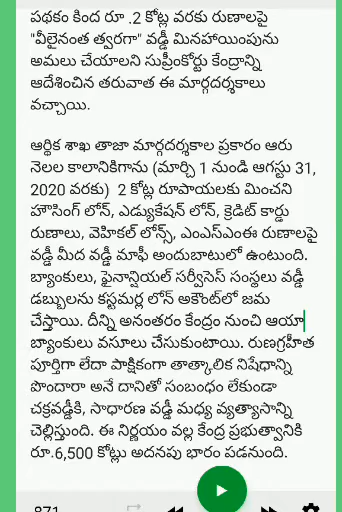 పథకం కింద రూ .2 కోట్ల వరకు రుణాలపై
"వీలైనంత త్వరగా" వడ్డీ మినహాయింపును
అమలు చేయాలని సుప్రీంకోర్టు కేంద్రాన్ని
ఆదేశించిన తరువాత ఈ మార్గదర్శకాలు
వచ్చాయి.
ఆర్థిక శాఖ తాజా మార్గదర్శకాల ప్రకారం ఆరు
నెలల కాలానికిగాను (మార్చి 1 నుండి ఆగస్టు 31,
2020 వరకు) 2 కోట్ల రూపాయలకు మించని
హౌసింగ్ లోన్, ఎడ్యుకేషన్ లోన్, క్రెడిట్ కార్డు
రుణాలు, వెహికల్ లోన్స్, ఎంఎస్ఎంఈ రుణాలపై
వడ్డీ మీద వడ్డీ మాఫీ అందుబాటులో ఉంటుంది.
బ్యాంకులు, ఫైనాన్షియల్ సర్వీసెస్ సంస్థలు వడ్డీ
డబ్బులను కస్టమర్ల లోన్ అకౌంట్‌లో జమ
చేస్తాయి. దీన్ని అనంతరం కేంద్రం నుంచి ఆయా
బ్యాంకులు వసూలు చేసుకుంటాయి. రుణగ్రహీత
పూర్తిగా లేదా పాక్షికంగా తాత్కాలిక నిషేధాన్ని
పొందారా అనే దానితో సంబంధం లేకుండా
చక్రవడ్డీకి, సాధారణ వడ్డీ మధ్య వ్యత్యాసాన్ని
చెల్లిస్తుంది. ఈ నిర్ణయం వల్ల కేంద్ర ప్రభుత్వానికి
రూ.6,500 కోట్లు అదనపు భారం పడనుంది.